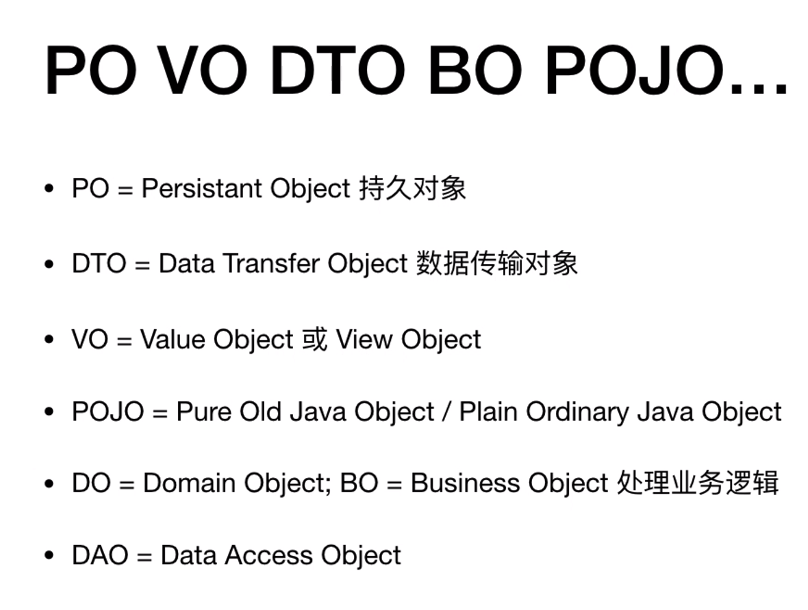 PO VO DTO BO POJO…
• PO = Persistant Object 持久对象
• DTO = Data Transfer Object 数据传输对象
• VO = Value Object 或 View Object
• POJO = Pure Old Java Object / Plain Ordinary Java Object
• DO = Domain Object; BO = Business Object 处理业务逻辑
• DAO = Data Access Object